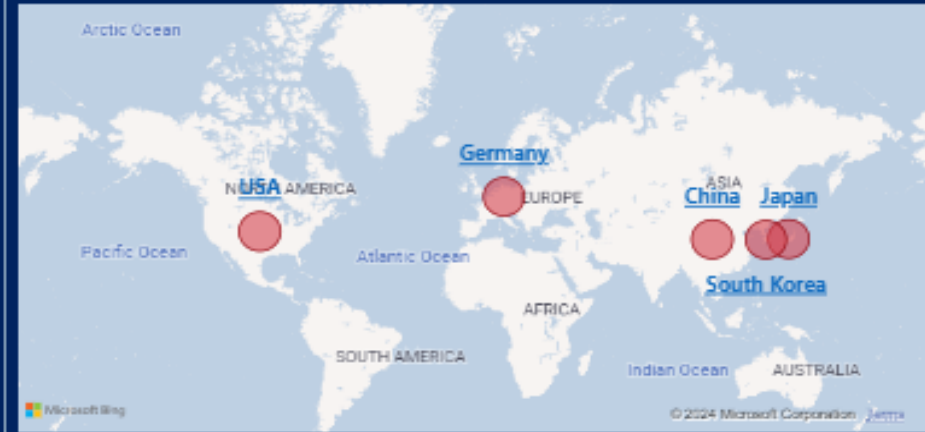 Arctic Ocean
Germany
USA
NORTH AMERICA
EUROPE
ASIA
China
Japan
Pacific Ocean
Atlantic Ocean
South Korea
AFRICA
SOUTH AMERICA
Indian Ocean
AUSTRALIA
Microsoft Bing
© 2024 Microsoft Corporation Terms